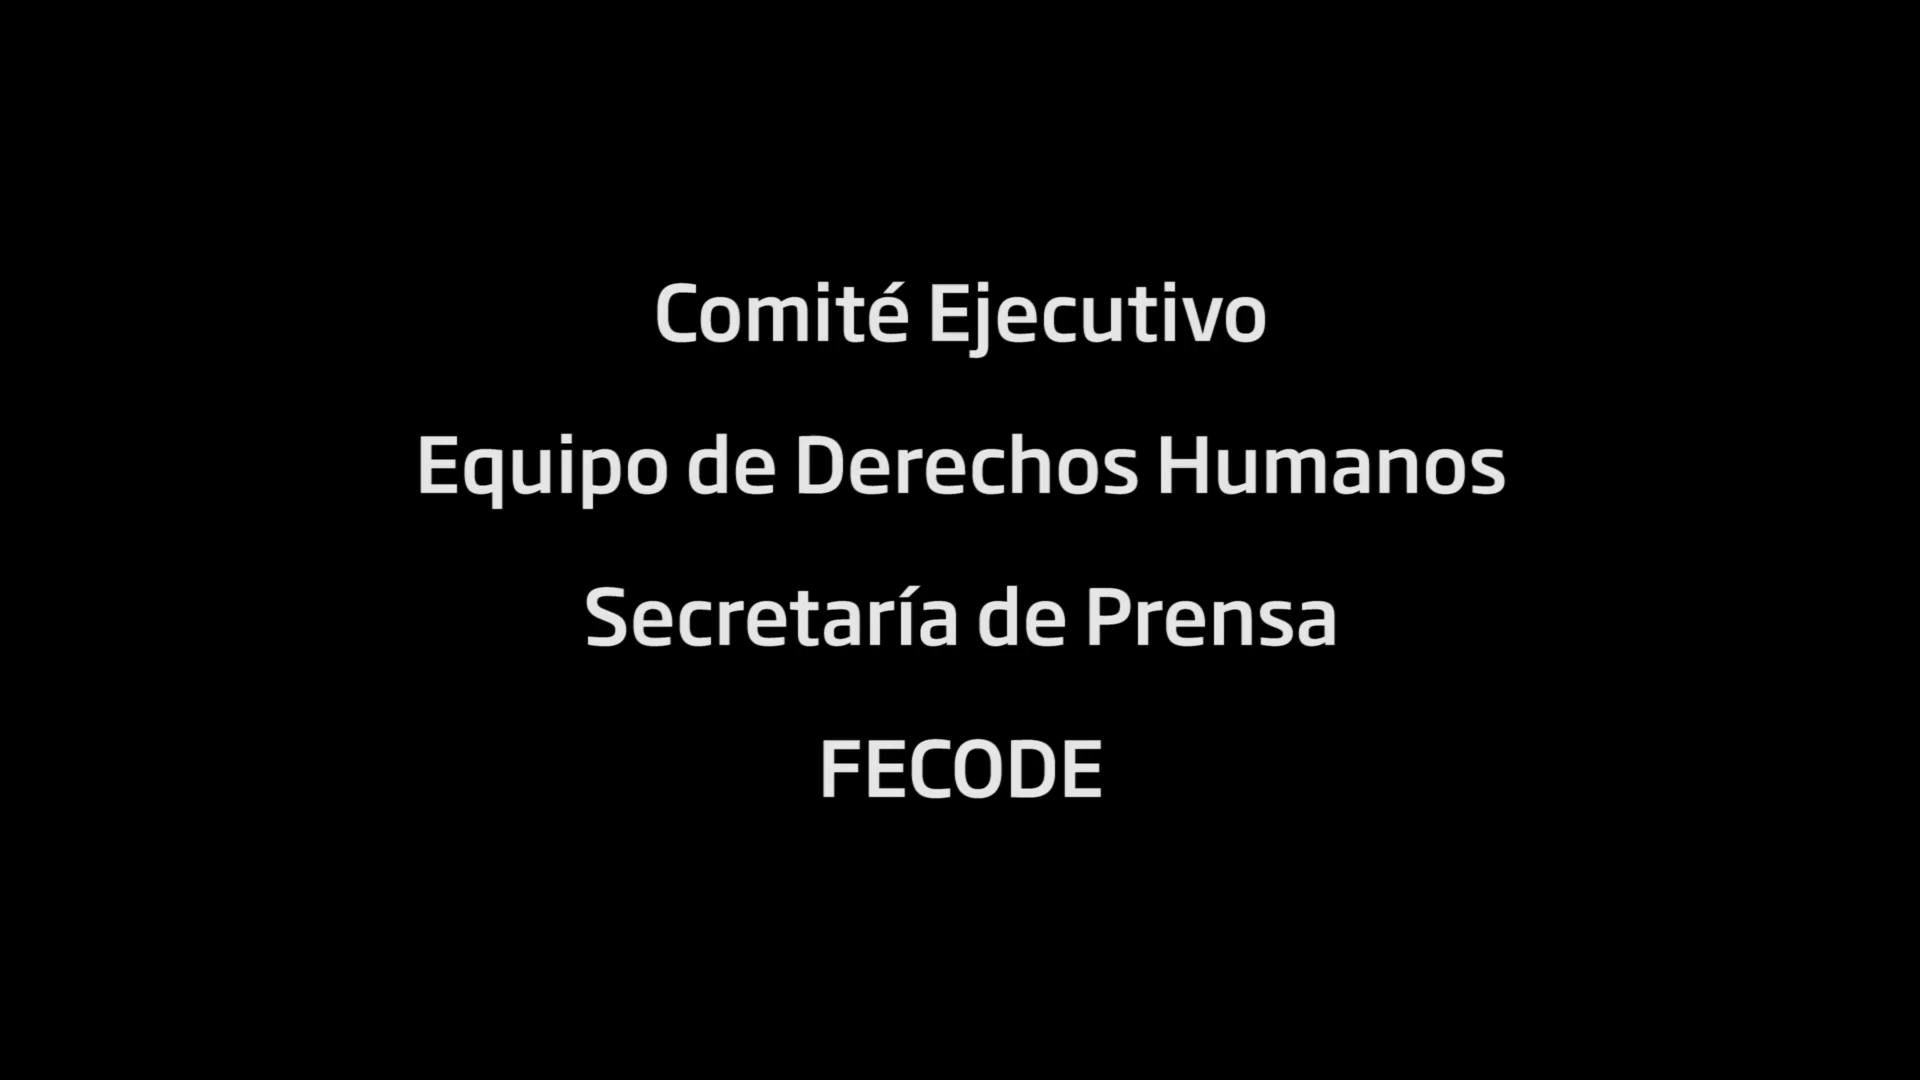 Comité Ejecutivo
Equipo de Derechos Humanos
Secretaría de Prensa
FECODE